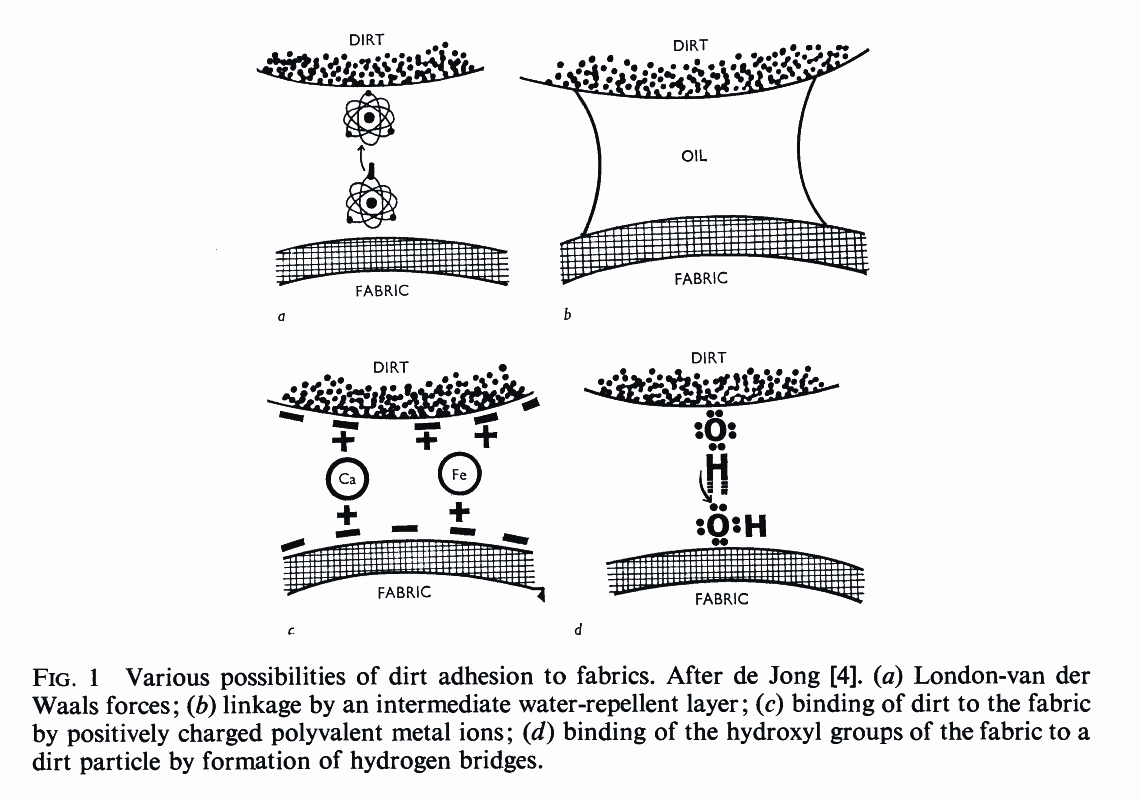 DIRT
FABRIC
a
DIRT
OIL
FABRIC
b
DIRT
Ca
Fe
FABRIC
c
DIRT
:O:
H
:O:H
FABRIC
d
FIG. 1 Various possibilities of dirt adhesion to fabrics. After de Jong [4]. (a) London-van der
Waals forces; (b) linkage by an intermediate water-repellent layer; (c) binding of dirt to the fabric
by positively charged polyvalent metal ions; (d) binding of the hydroxyl groups of the fabric to a
dirt particle by formation of hydrogen bridges.